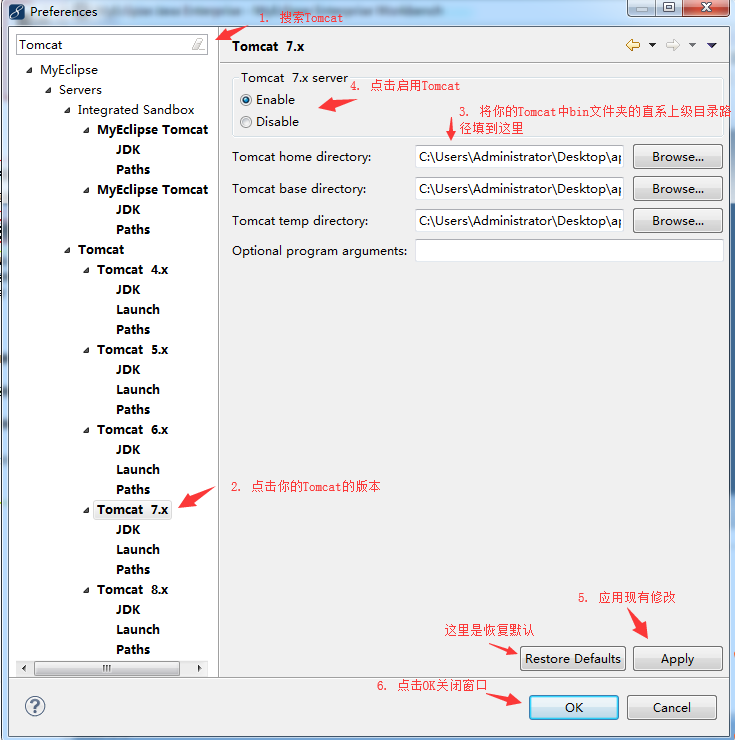 Preferences
1. 搜索Tomcat
Tomcat
Tomcat 7.x
MyEclipse
Servers
Integrated Sandbox
MyEclipse Tomcat
JDK
Paths
MyEclipse Tomcat
JDK
Paths
Tomcat
Tomcat 4.x
JDK
Launch
Paths
Tomcat 5.x
JDK
Launch
Paths
Tomcat 6.x
JDK
Launch
Paths
Tomcat 7.x
JDK
Launch
Paths
Tomcat 8.x
JDK
Launch
Paths
2. 点击你的Tomcat的版本
Tomcat 7.x server
Enable
Disable
4. 点击启用Tomcat
3. 将你的Tomcat中bin文件夹的直系上级目录路
径填到这里
Tomcat home directory: C:\Users\Administrator\Desktop\ap Browse...
Tomcat base directory: C:\Users\Administrator\Desktop\ap Browse...
Tomcat temp directory: C:\Users\Administrator\Desktop\ap Browse...
Optional program arguments:
5. 应用现有修改
这里是恢复默认
Restore Defaults Apply
6. 点击OK关闭窗口
OK Cancel